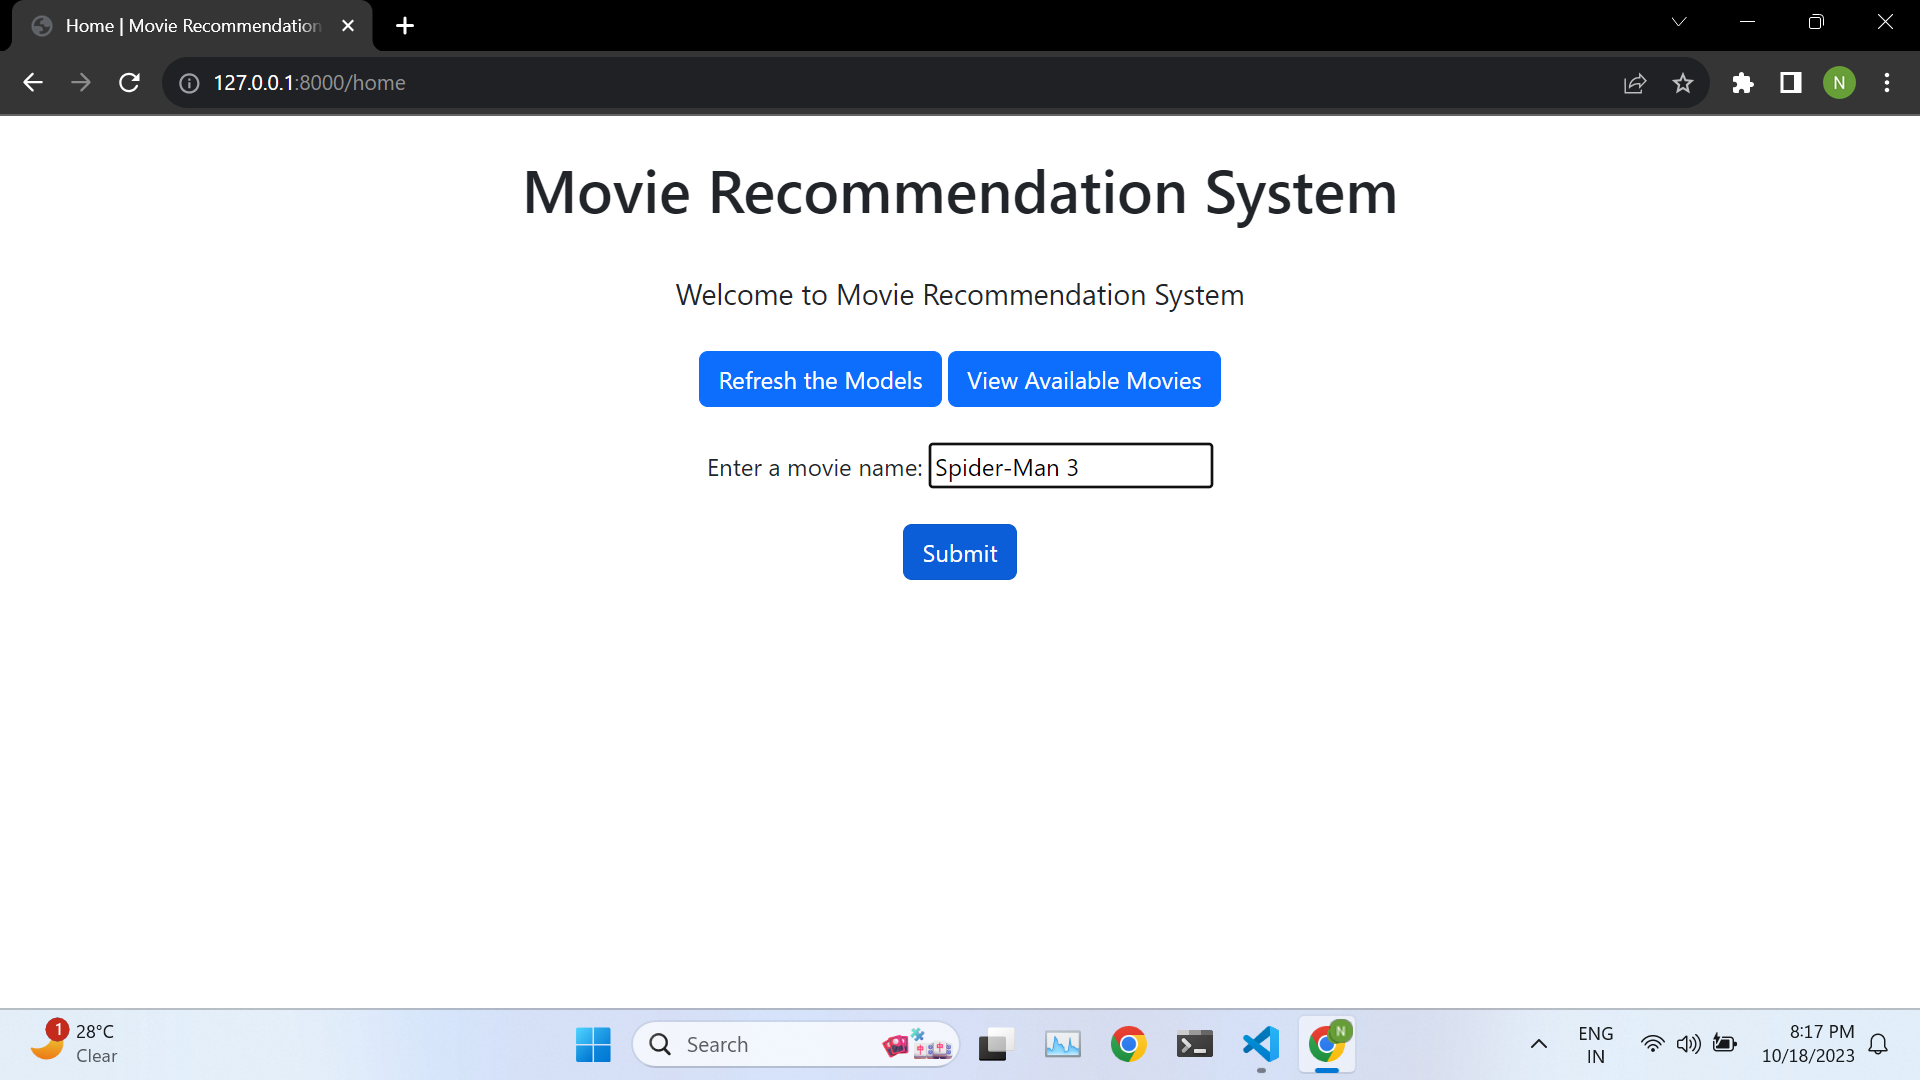 Home | Movie Recommendation
127.0.0.1:8000/home
N
Movie Recommendation System
Welcome to Movie Recommendation System
Refresh the Models View Available Movies
Enter a movie name: Spider-Man 3
Submit
1 28°C
Clear
Search
N
ENG
IN
8:17 PM
10/18/2023